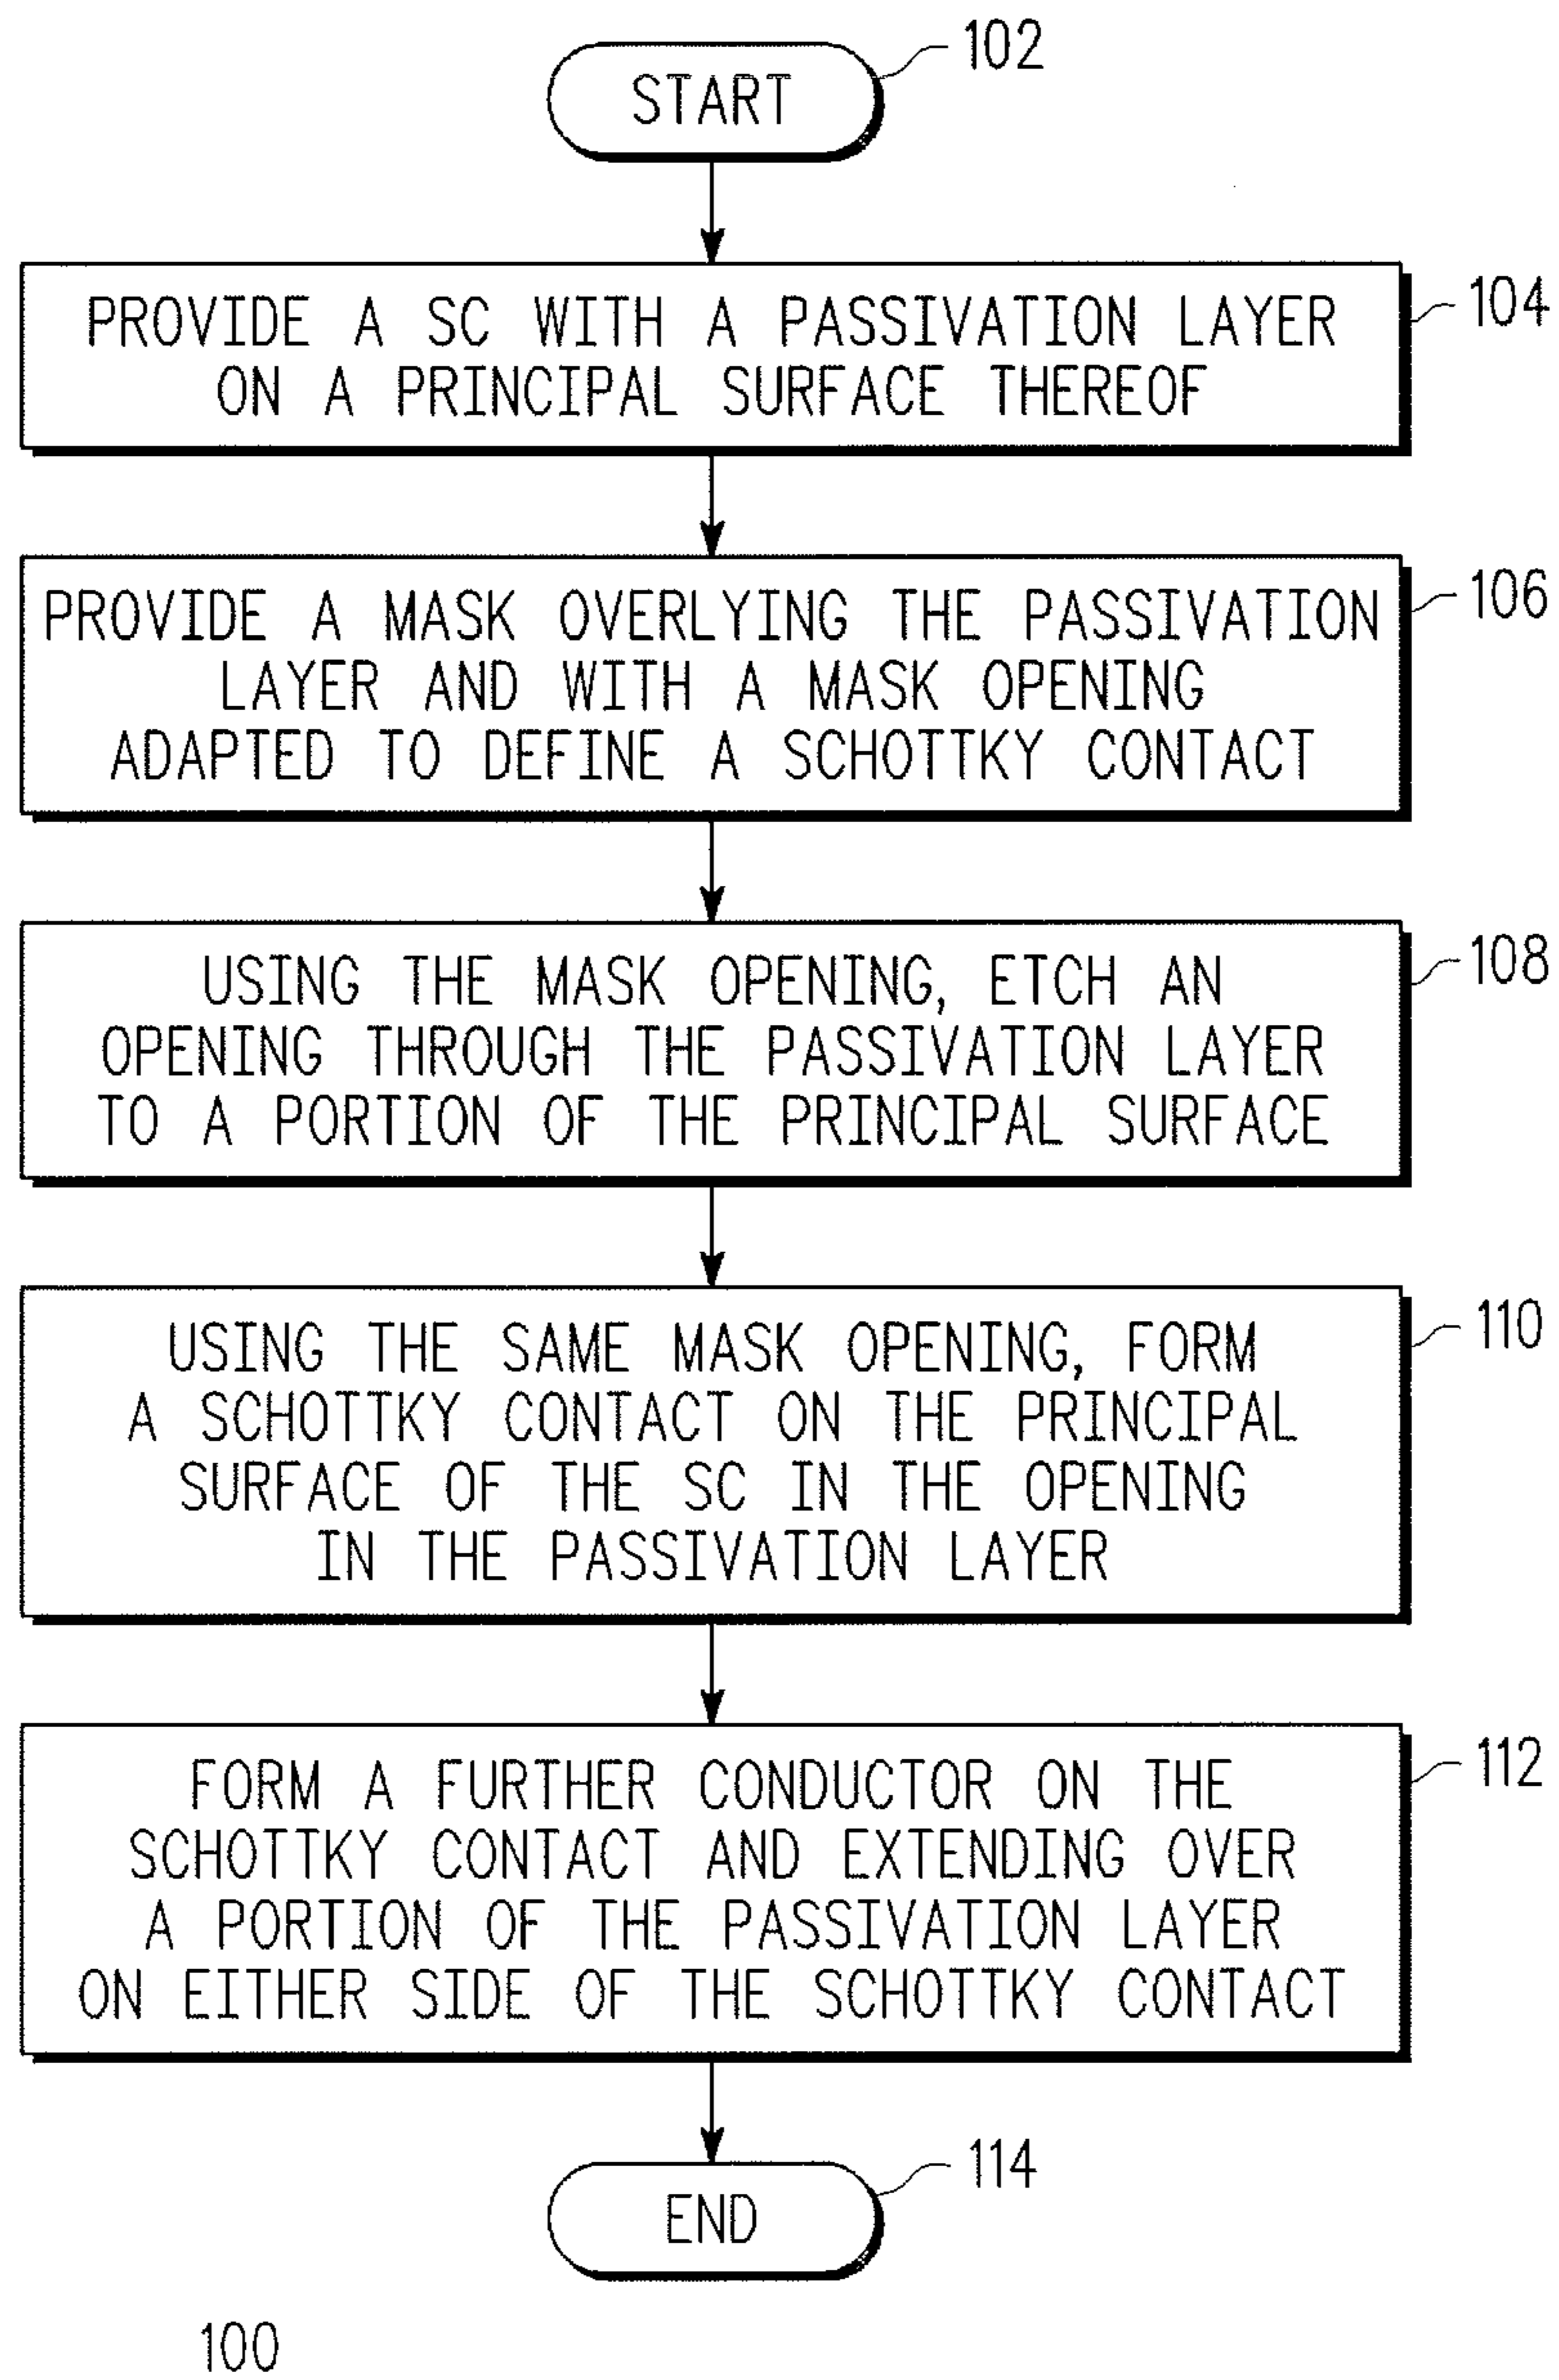 102
START
PROVIDE A SC WITH A PASSIVATION LAYER
ON A PRINCIPAL SURFACE THEREOF
104
PROVIDE A MASK OVERLYING THE PASSIVATION
LAYER AND WITH A MASK OPENING
ADAPTED TO DEFINE A SCHOTTKY CONTACT
106
USING THE MASK OPENING, ETCH AN
OPENING THROUGH THE PASSIVATION LAYER
TO A PORTION OF THE PRINCIPAL SURFACE
108
USING THE SAME MASK OPENING, FORM
A SCHOTTKY CONTACT ON THE PRINCIPAL
SURFACE OF THE SC IN THE OPENING
IN THE PASSIVATION LAYER
110
FORM A FURTHER CONDUCTOR ON THE
SCHOTTKY CONTACT AND EXTENDING OVER
A PORTION OF THE PASSIVATION LAYER
ON EITHER SIDE OF THE SCHOTTKY CONTACT
112
END
114
100